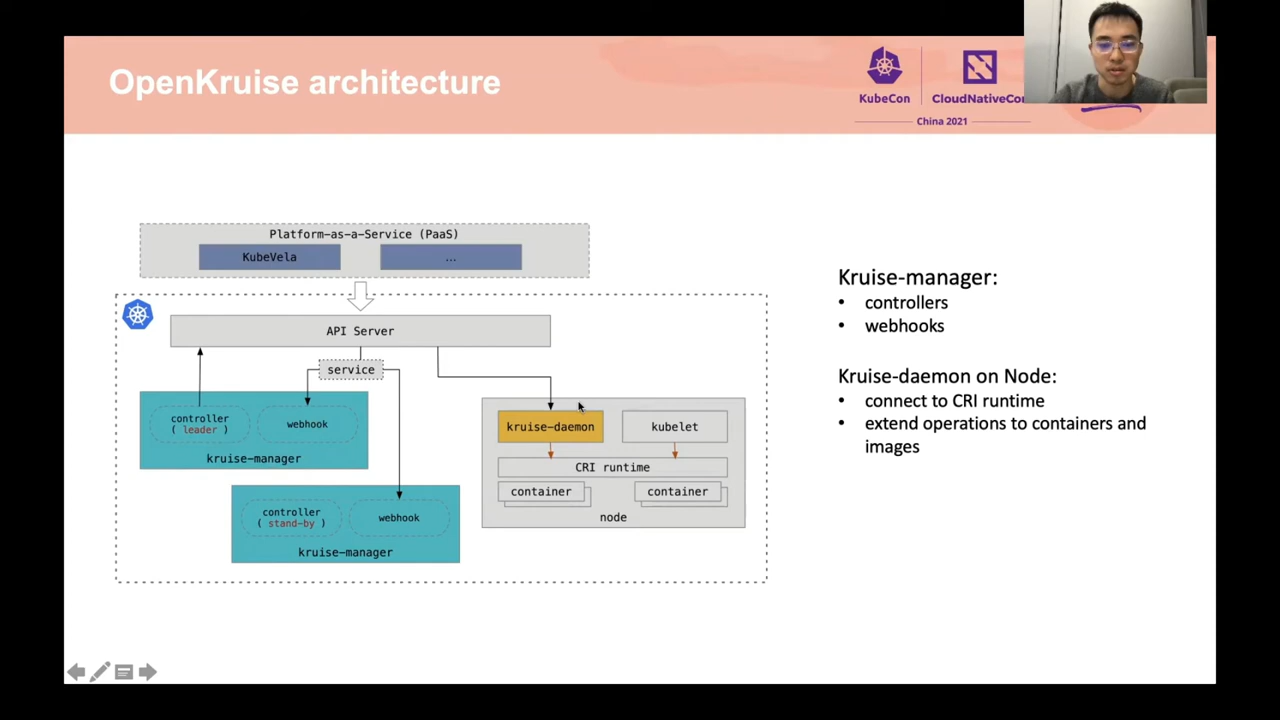 OpenKruise architecture
KubeCon
CloudNativeCon
China 2021
Platform-as-a-Service (PaaS)
KubeVela
...
API Server
service
controller
( leader )
webhook
kruise-manager
controller
( stand-by )
webhook
kruise-manager
kruise-daemon
kubelet
CRI runtime
container
container
node
Kruise-manager:
• controllers
• webhooks
Kruise-daemon on Node:
• connect to CRI runtime
• extend operations to containers and
images